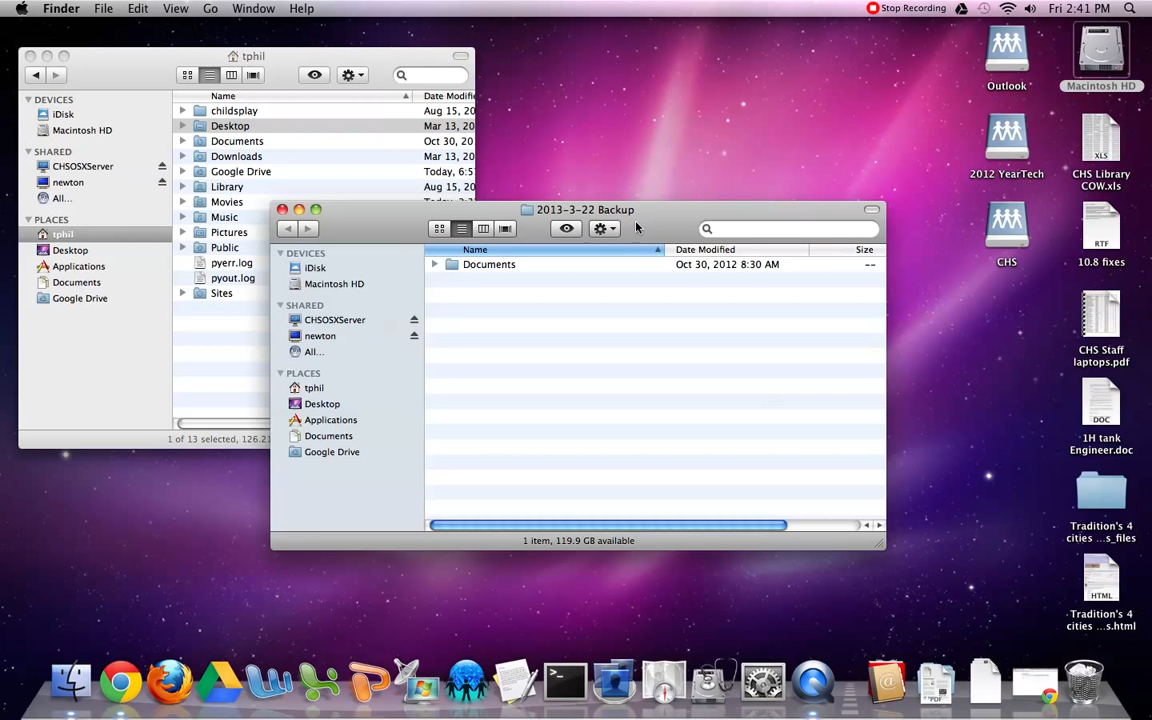 Finder File Edit View Go Window Help
Stop Recording Fri 2:41 PM
tphil
DEVICES
iDisk
Macintosh HD
SHARED
CHSOSXServer
newton
All...
PLACES
tphil
Desktop
Applications
Documents
Google Drive
Name Date Modifi
childsplay Aug 15, 20
Desktop Mar 13, 20
Documents Oct 30, 20
Downloads Aug 15, 20
Google Drive Today, 6:5
Library Aug 15, 20
Movies
Music
Pictures
Public
pyerr.log
pyout.log
Sites
1 of 13 selected, 126.21
2013-3-22 Backup
DEVICES
iDisk
Macintosh HD
SHARED
CHSOSXServer
newton
All...
PLACES
tphil
Desktop
Applications
Documents
Google Drive
Name Date Modified Size
Documents Oct 30, 2012 8:30 AM --
1 item, 119.9 GB available
Outlook
Macintosh HD
2012 YearTech
XLS
CHS Library
COW.xls
CHS
RTF
10.8 fixes
CHS Staff
laptops.pdf
DOC
1H tank
Engineer.doc
Tradition's 4
cities ...s_files
HTML
Tradition's 4
cities ...s.html
PDF